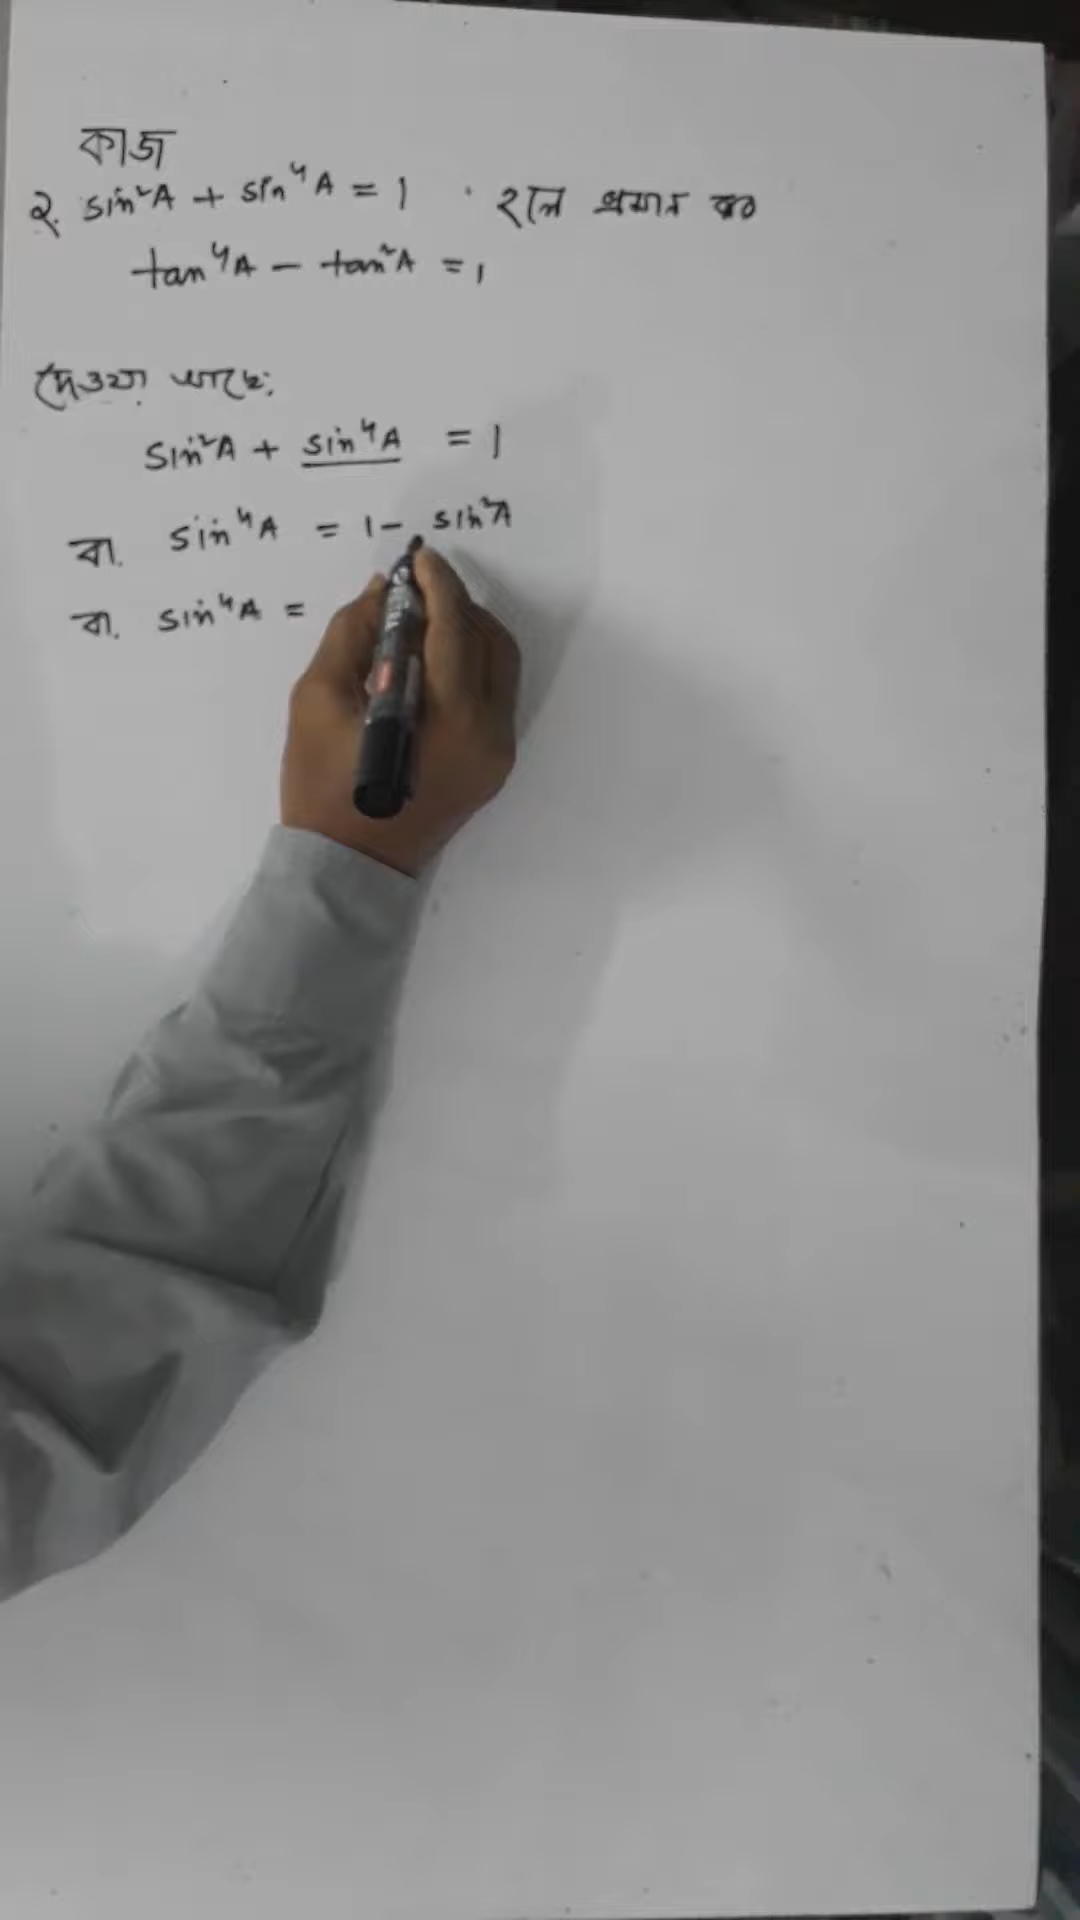 কাজ
২. sin²A + sin⁴A = 1 . হলে প্রমান কর
tan⁴A - tan²A = 1
দেওয়া আছে,
sin²A + sin⁴A = 1
বা. sin⁴A = 1 - sin²A
বা. sin⁴A =